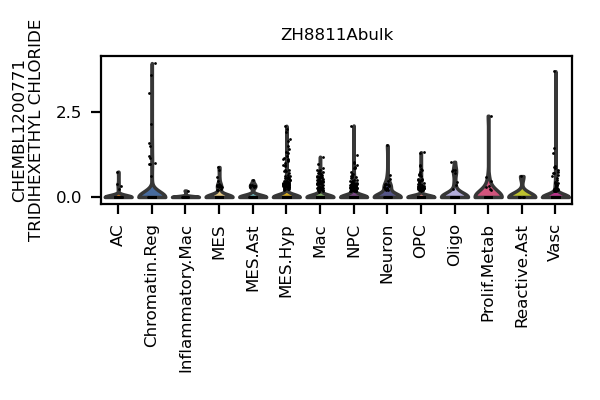 ZH8811Abulk
CHEMBL1200771
TRIDIHEXETHYL CHLORIDE
2.5
0.0
AC
Chromatin.Reg
Inflammatory.Mac
MES
MES.Ast
MES.Hyp
Mac
NPC
Neuron
OPC
Oligo
Prolif.Metab
Reactive.Ast
Vasc